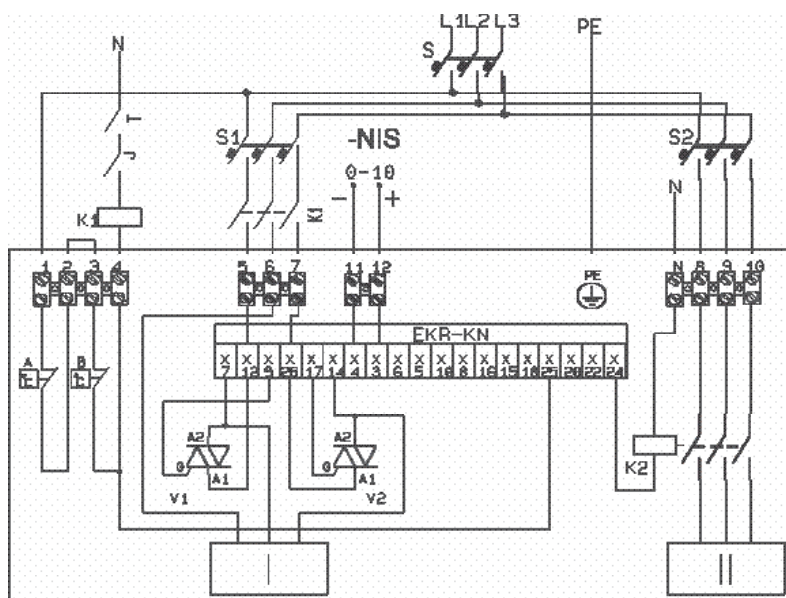 L1 L2 L3
S
PE
N
T
J
S1
-NIS
0-10
- +
S2
K1
K1
N
1 2 3 4
5 6 7
11 12
PE
N 8 9 10
EKR-KN
X X X X X X X X X X X X X X X X
7 12 9 26 17 14 4 3 6 5 10 8 16 15 18 25 20 22 24
A
B
A2
G
A1
V1
A2
G
A1
V2
K2
I
II